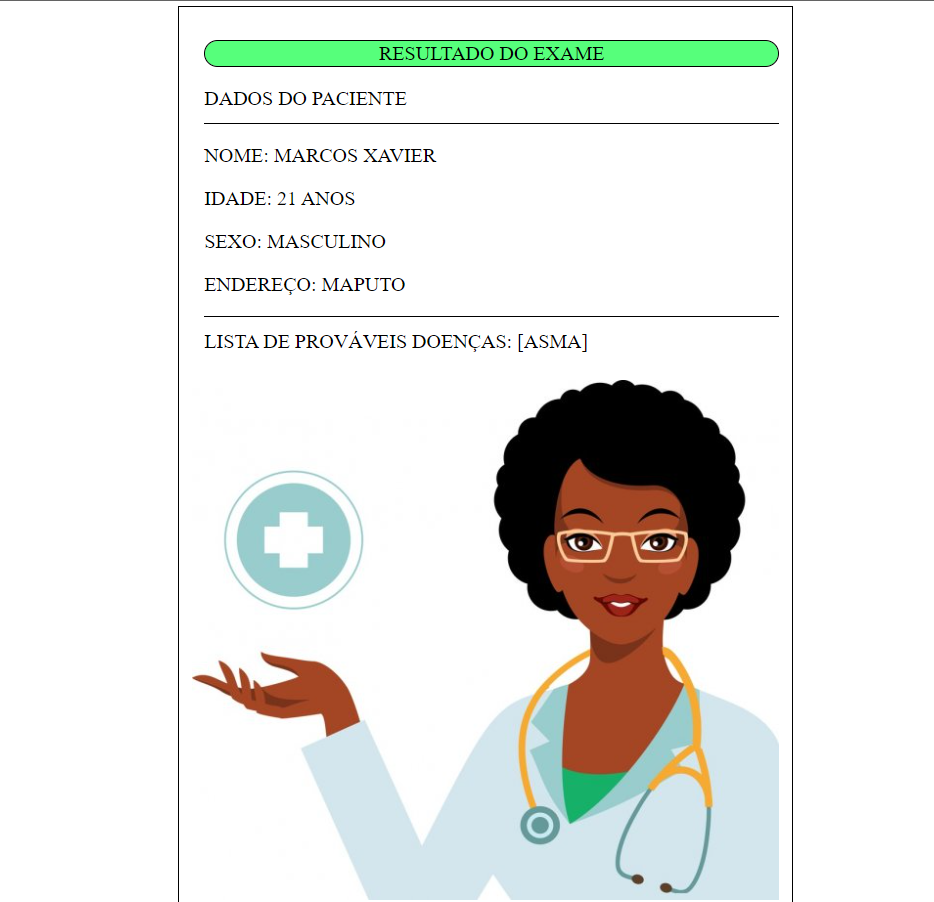 RESULTADO DO EXAME
DADOS DO PACIENTE
NOME: MARCOS XAVIER
IDADE: 21 ANOS
SEXO: MASCULINO
ENDEREÇO: MAPUTO
LISTA DE PROVÁVEIS DOENÇAS: [ASMA]